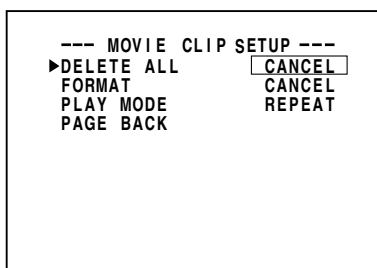 --- MOVIE CLIP SETUP ---
▶DELETE ALL CANCEL
FORMAT CANCEL
PLAY MODE REPEAT
PAGE BACK